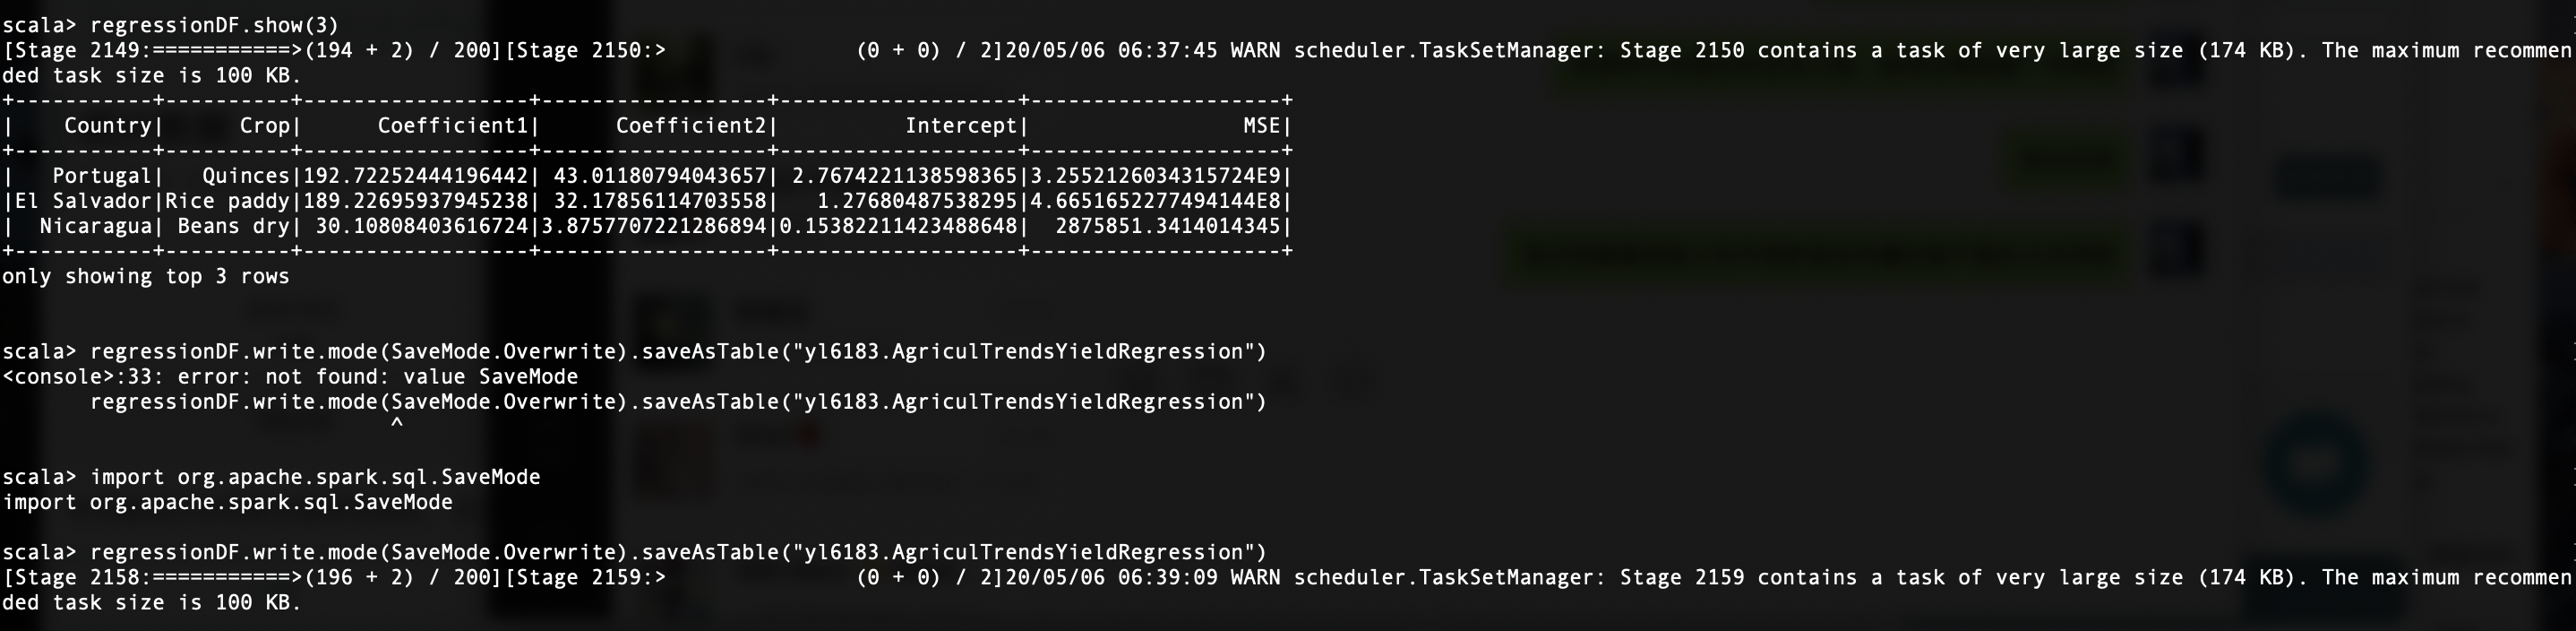 scala> regressionDF.show(3)
[Stage 2149:===========>(194 + 2) / 200][Stage 2150:>                (0 + 0) / 2]20/05/06 06:37:45 WARN scheduler.TaskSetManager: Stage 2150 contains a task of very large size (174 KB). The maximum recommen
ded task size is 100 KB.
+-----------+----------+------------------+------------------+-------------------+--------------------+
|    Country|      Crop|      Coefficient1|      Coefficient2|          Intercept|                 MSE|
+-----------+----------+------------------+------------------+-------------------+--------------------+
|   Portugal|   Quinces|192.72252444196442| 43.01180794043657| 2.7674221138598365|3.2552126034315724E9|
|El Salvador|Rice paddy|189.22695937945238| 32.17856114703558|   1.27680487538295|4.6651652277494144E8|
|  Nicaragua| Beans dry| 30.10808403616724|3.8757707221286894|0.15382211423488648|  2875851.3414014345|
+-----------+----------+------------------+------------------+-------------------+--------------------+
only showing top 3 rows
scala> regressionDF.write.mode(SaveMode.Overwrite).saveAsTable("yl6183.AgriculTrendsYieldRegression")
<console>:33: error: not found: value SaveMode
       regressionDF.write.mode(SaveMode.Overwrite).saveAsTable("yl6183.AgriculTrendsYieldRegression")
                               ^
scala> import org.apache.spark.sql.SaveMode
import org.apache.spark.sql.SaveMode
scala> regressionDF.write.mode(SaveMode.Overwrite).saveAsTable("yl6183.AgriculTrendsYieldRegression")
[Stage 2158:===========>(196 + 2) / 200][Stage 2159:>                (0 + 0) / 2]20/05/06 06:39:09 WARN scheduler.TaskSetManager: Stage 2159 contains a task of very large size (174 KB). The maximum recommen
ded task size is 100 KB.